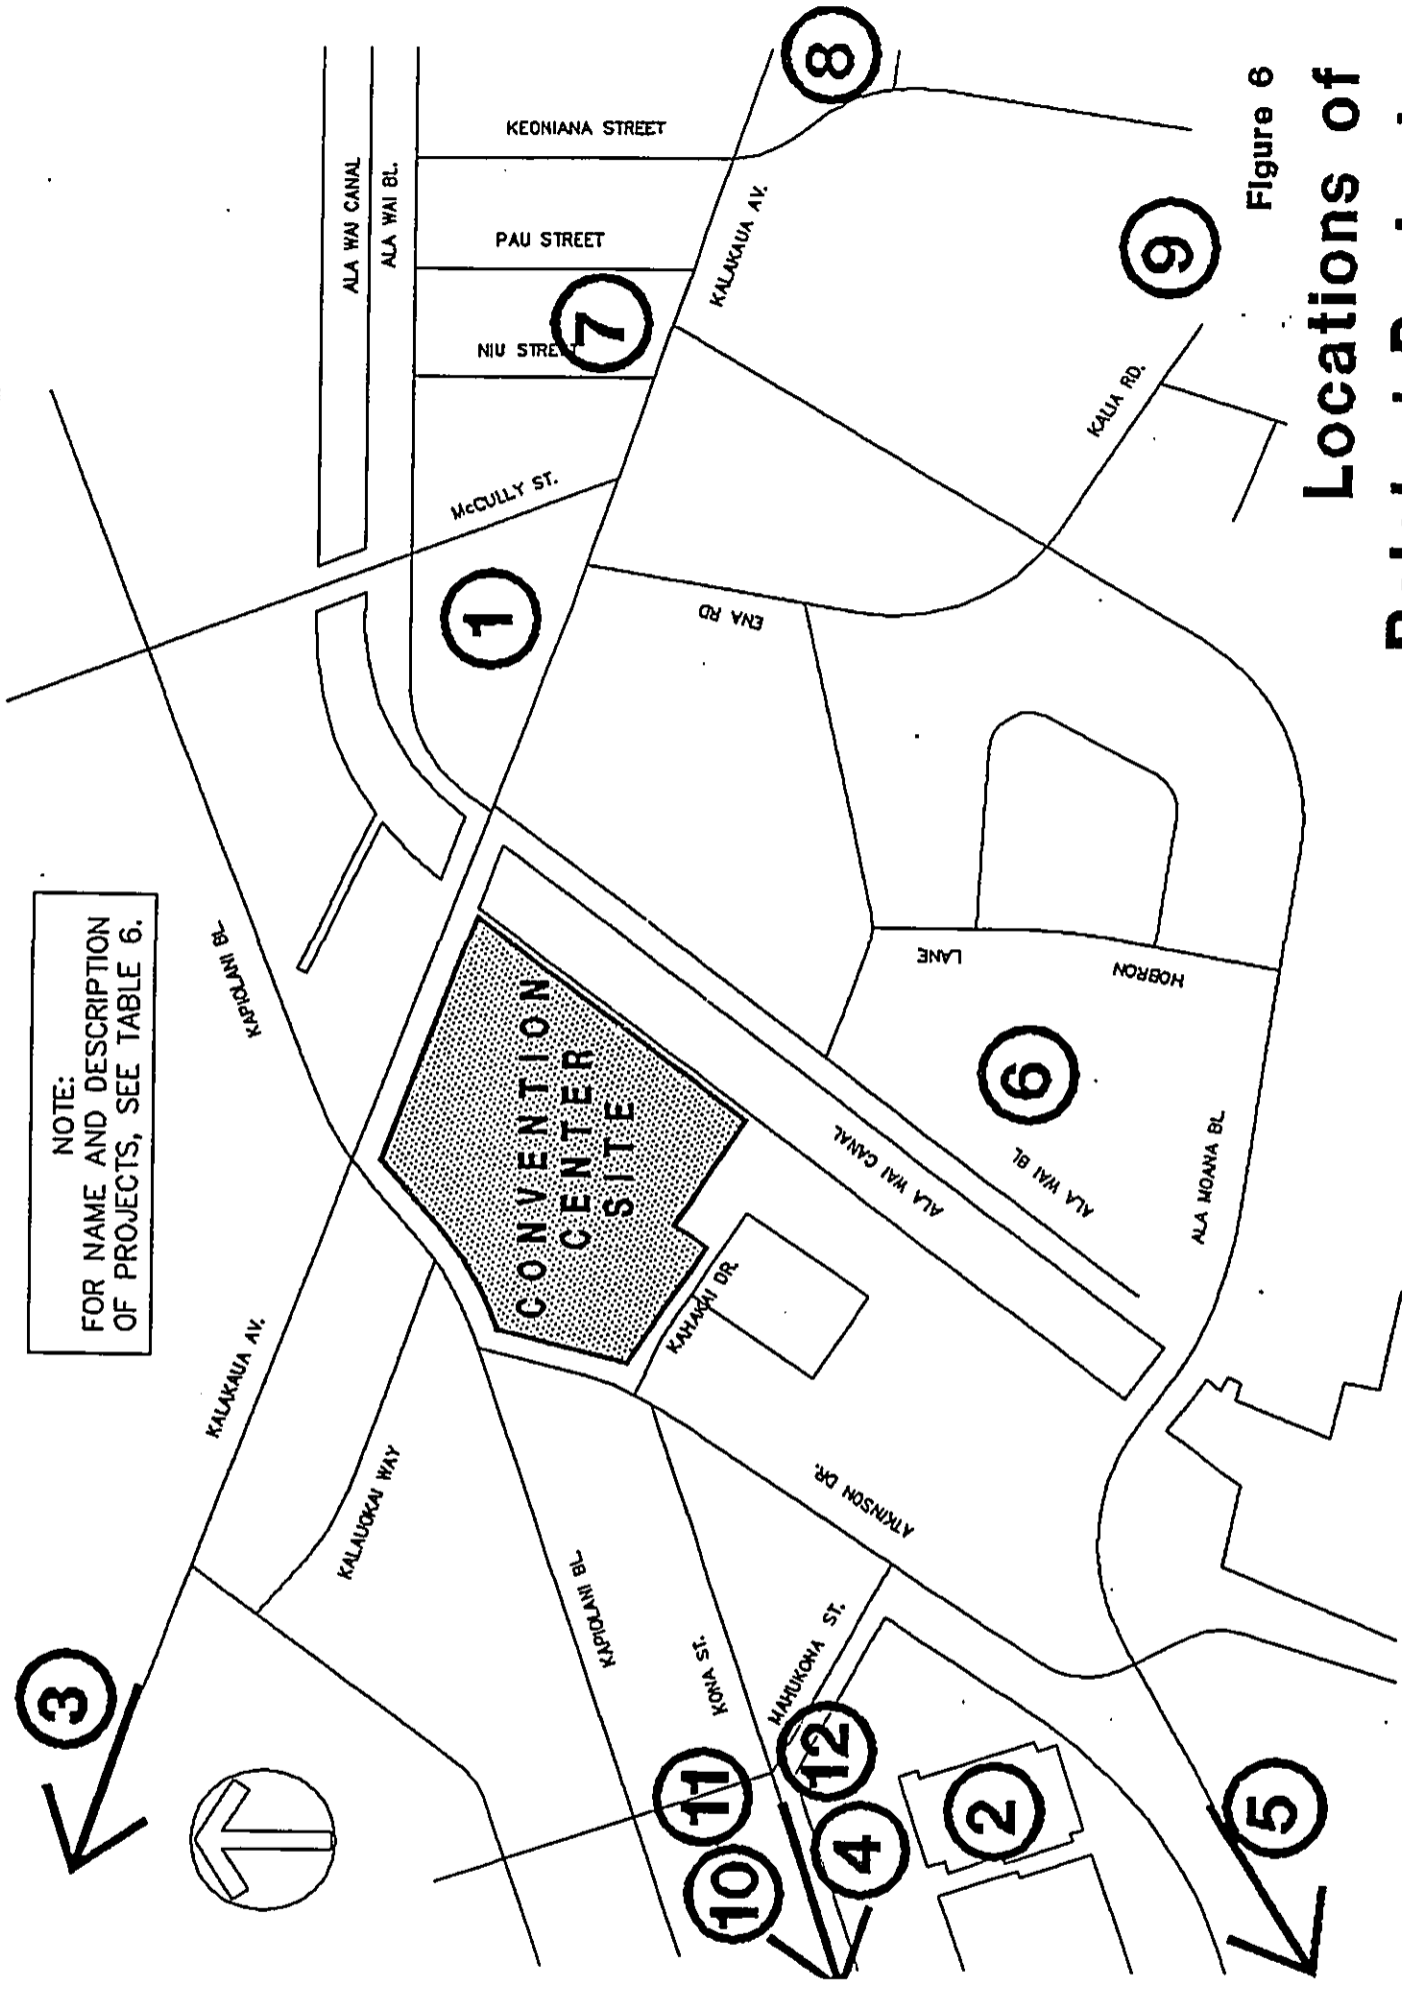 NOTE:
FOR NAME AND DESCRIPTION
OF PROJECTS, SEE TABLE 6.
3
KALAKAUA AV.
KALAUOKAI WAY
KAPIOLANI BL.
ALA WAI CANAL
ALA WAI BL.
KEONIANA STREET
PAU STREET
NIU STREET
7
8
KALAKAUA AV.
McCULLY ST.
1
CONVENTION
CENTER
SITE
KAPIOLANI BL.
KONA ST.
MAHUKONA ST.
KAHAKAI DR.
ATKINSON DR.
ALA WAI CANAL
ALA WAI BL
ENA RD
LANE
HOBRON
6
KALIA RD.
9
ALA MOANA BL.
11
10
12
4
2
5
Figure 6
Locations of